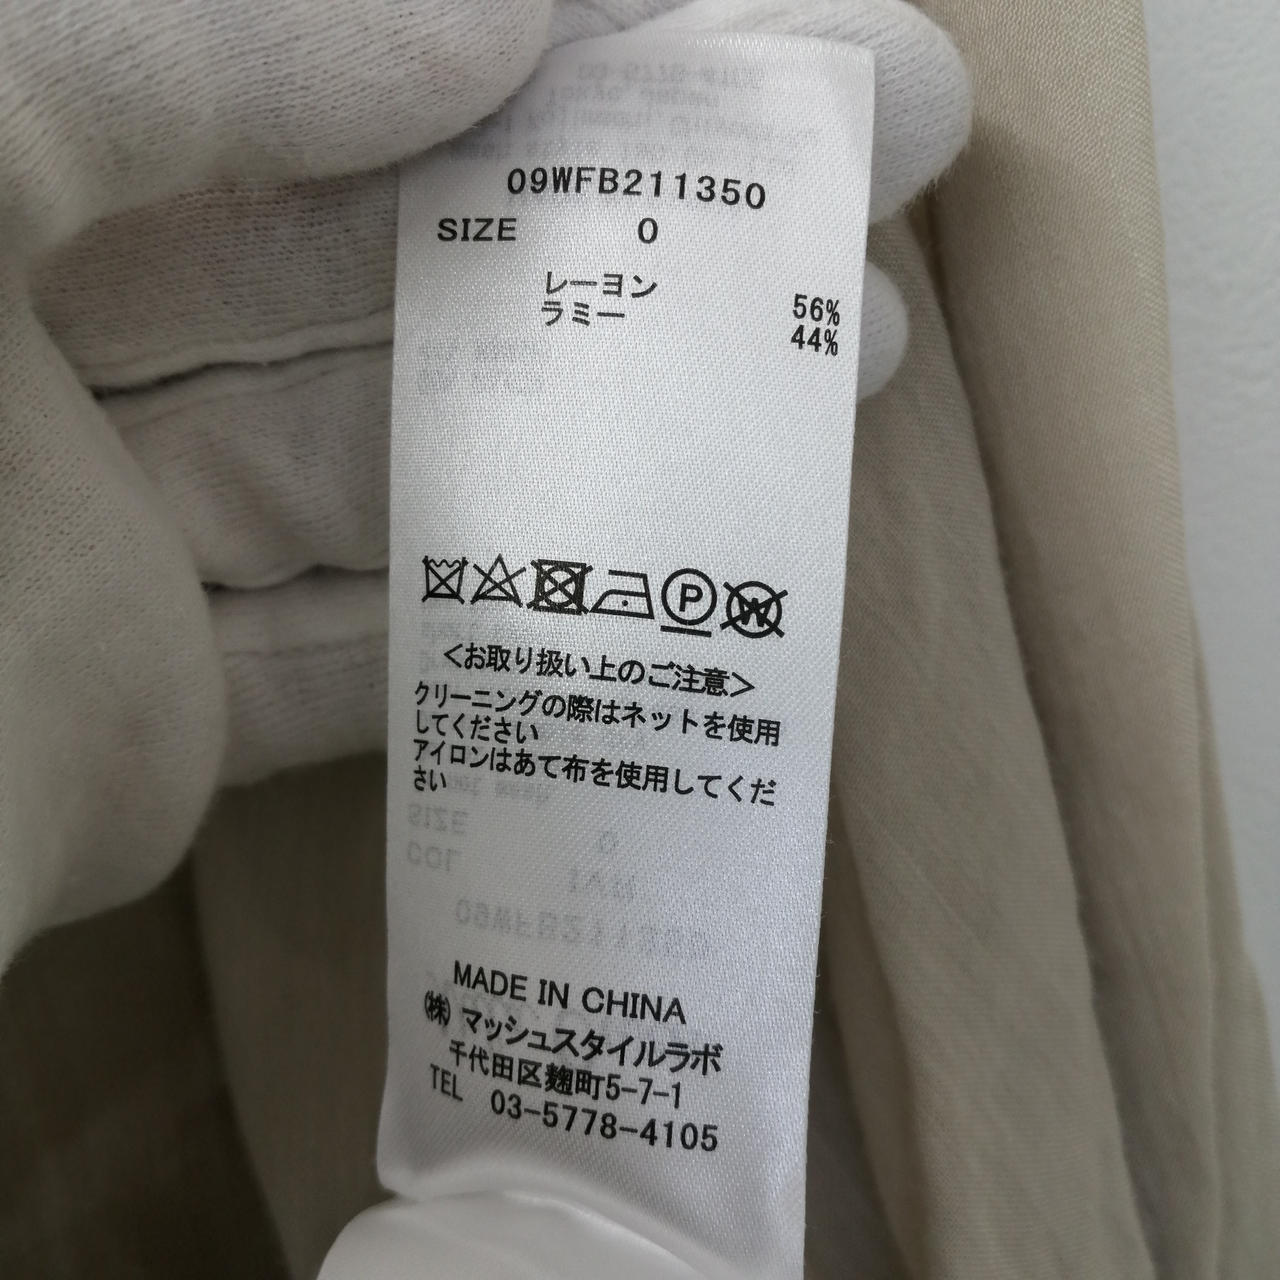 09WFB211350
SIZE 0
レーヨン 56%
ラミー 44%
P
W
<お取り扱い上のご注意>
クリーニングの際はネットを使用
してください
アイロンはあて布を使用してくだ
さい
MADE IN CHINA
㈱ マッシュスタイルラボ
千代田区麹町5-7-1
TEL 03-5778-4105